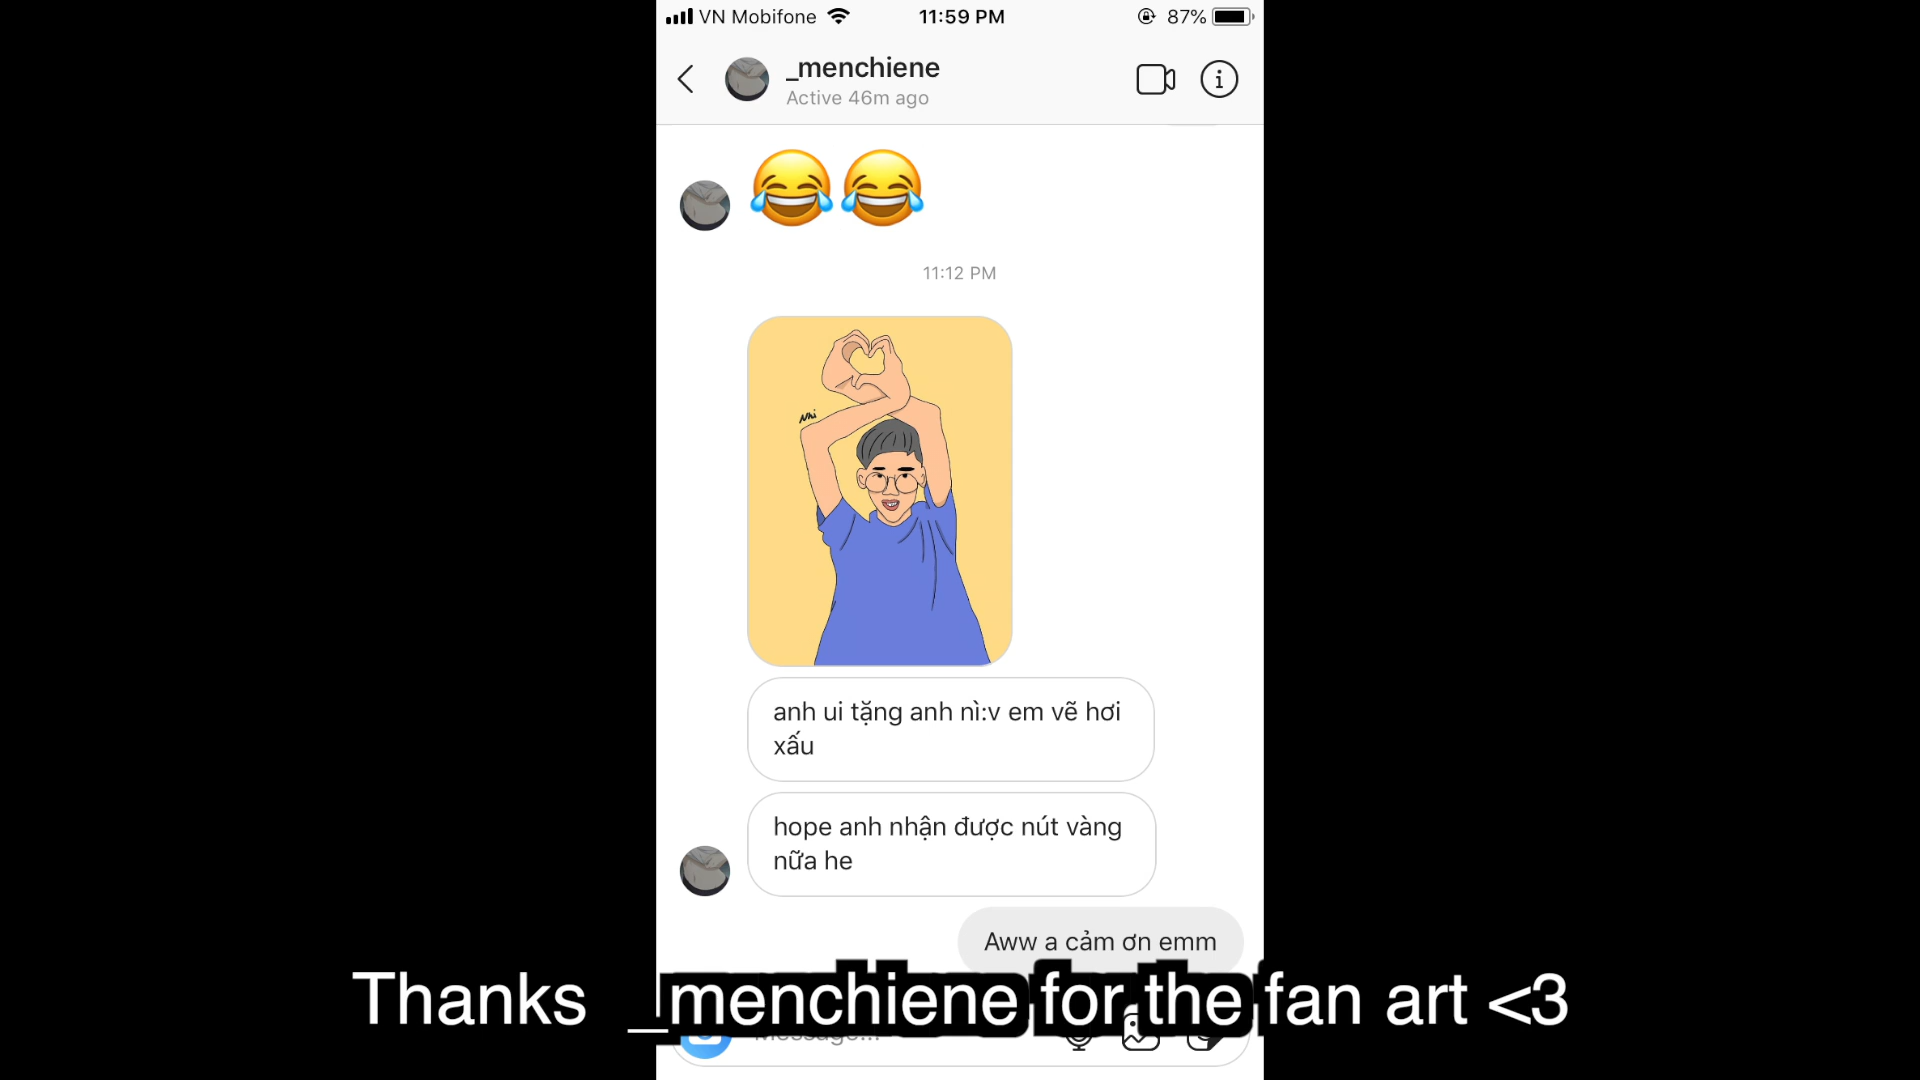 VN Mobifone 11:59 PM 87%
_menchiene
Active 46m ago
11:12 PM
Nhi
anh ui tặng anh nì:v em vẽ hơi
xấu
hope anh nhận được nút vàng
nữa he
Aww a cảm ơn emm
Thanks _menchiene for the fan art <3
Message...